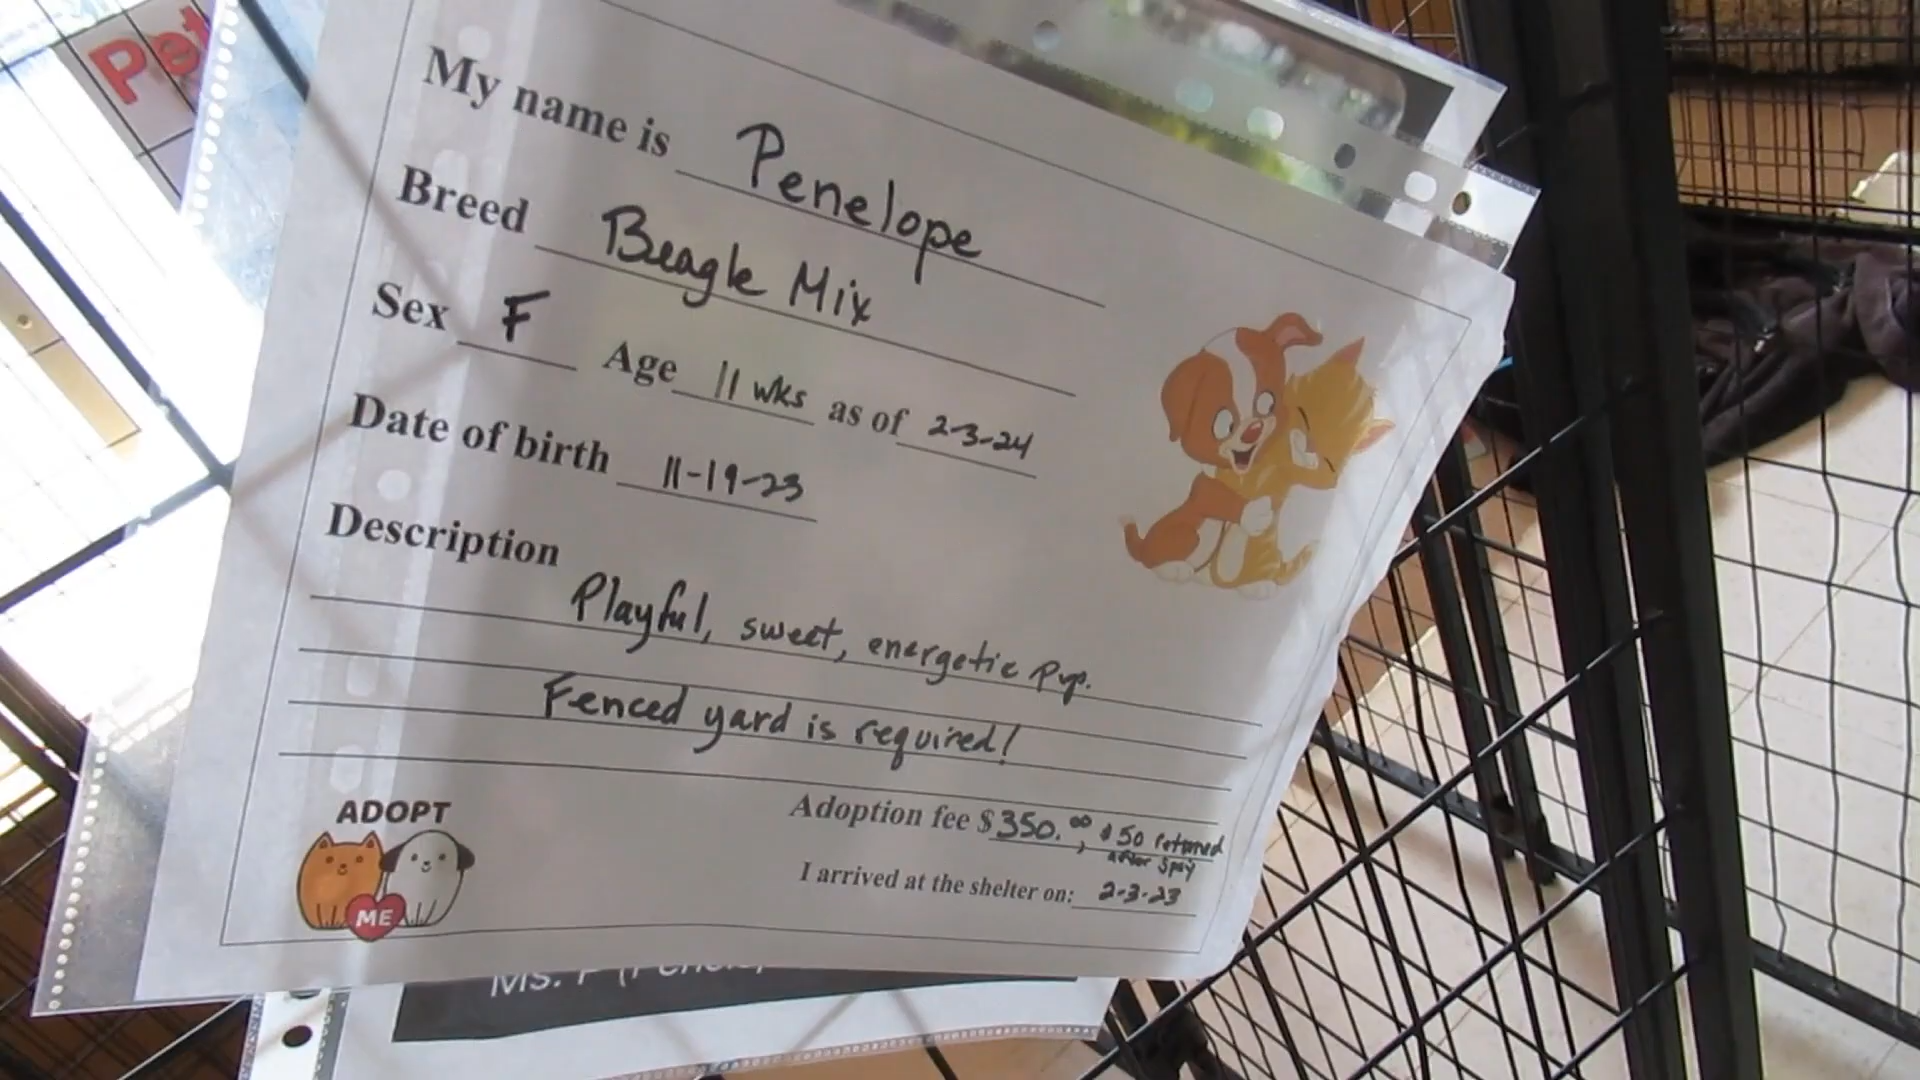 Pet
My name is Penelope
Breed Beagle Mix
Sex F Age 11 wks as of 2-3-24
Date of birth 11-19-23
Description
Playful, sweet, energetic pup.
Fenced yard is required!
ADOPT
ME
Adoption fee $350.00, $50 returned
after spay
I arrived at the shelter on: 2-3-23
Ms. P